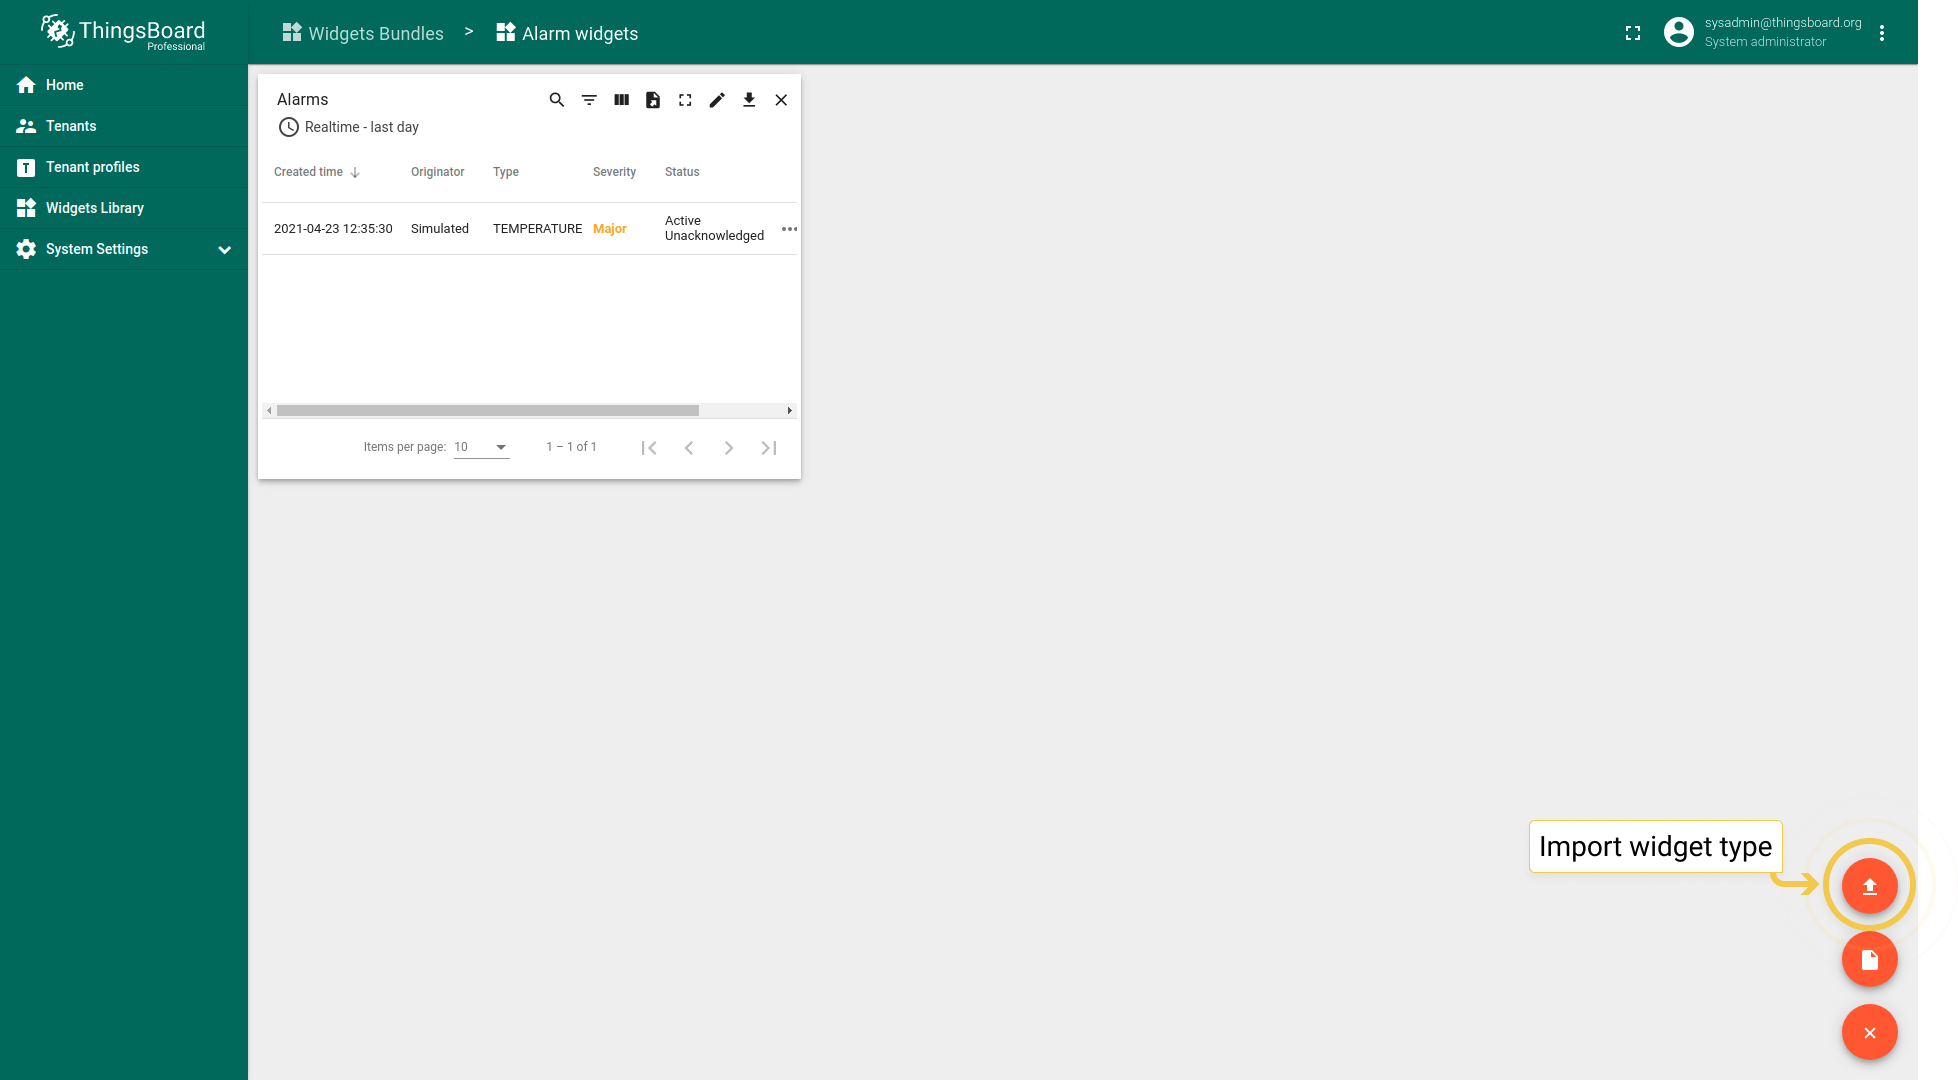 ThingsBoard
Professional
Widgets Bundles > Alarm widgets
sysadmin@thingsboard.org
System administrator
Home
Tenants
Tenant profiles
Widgets Library
System Settings
Alarms
Realtime - last day
Created time Originator Type Severity Status
2021-04-23 12:35:30 Simulated TEMPERATURE Major Active
Unacknowledged
Items per page: 10 1 – 1 of 1
Import widget type